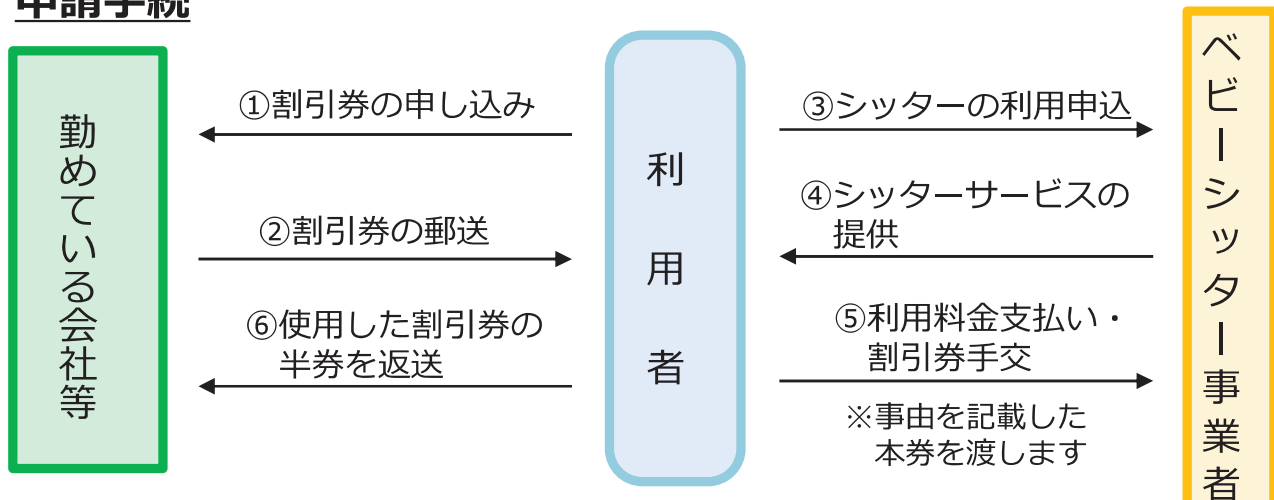 申請手続
勤めている会社等
①割引券の申し込み
②割引券の郵送
⑥使用した割引券の
半券を返送
利用者
③シッターの利用申込
④シッターサービスの
提供
⑤利用料金支払い・
割引券手交
※事由を記載した
本券を渡します
ベビーシッター事業者